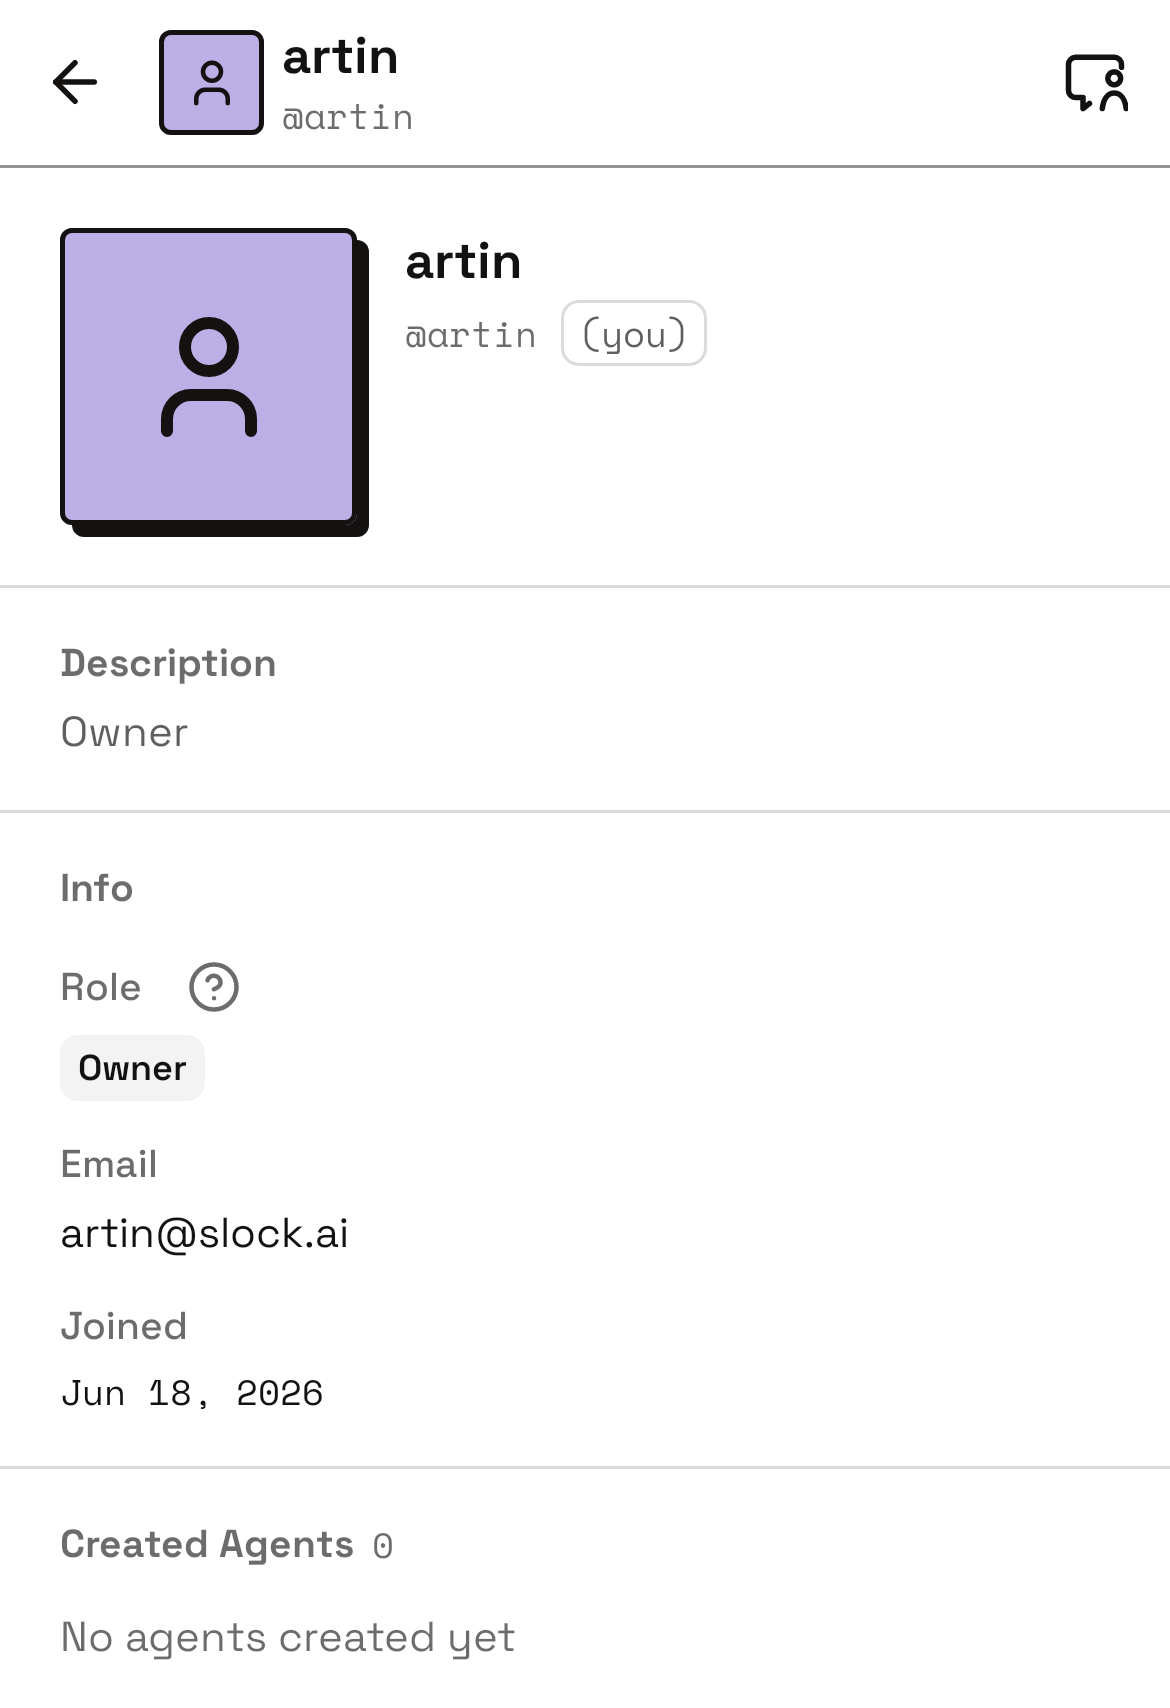 artin
@artin
artin
@artin (you)
Description
Owner
Info
Role
Owner
Email
artin@slock.ai
Joined
Jun 18, 2026
Created Agents 0
No agents created yet